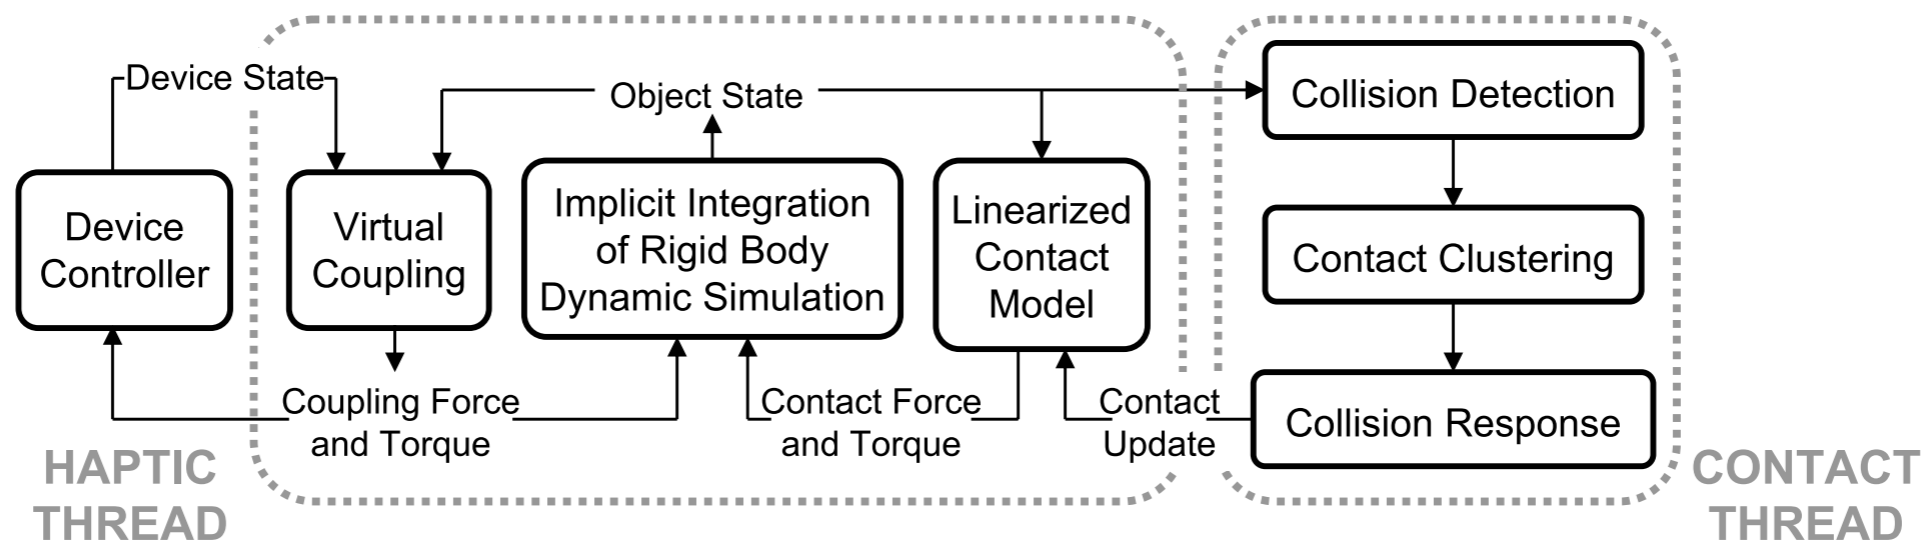 Device State
Object State
Collision Detection
Device
Controller
Virtual
Coupling
Implicit Integration
of Rigid Body
Dynamic Simulation
Linearized
Contact
Model
Contact Clustering
Coupling Force
and Torque
Contact Force
and Torque
Contact
Update
Collision Response
HAPTIC
THREAD
CONTACT
THREAD